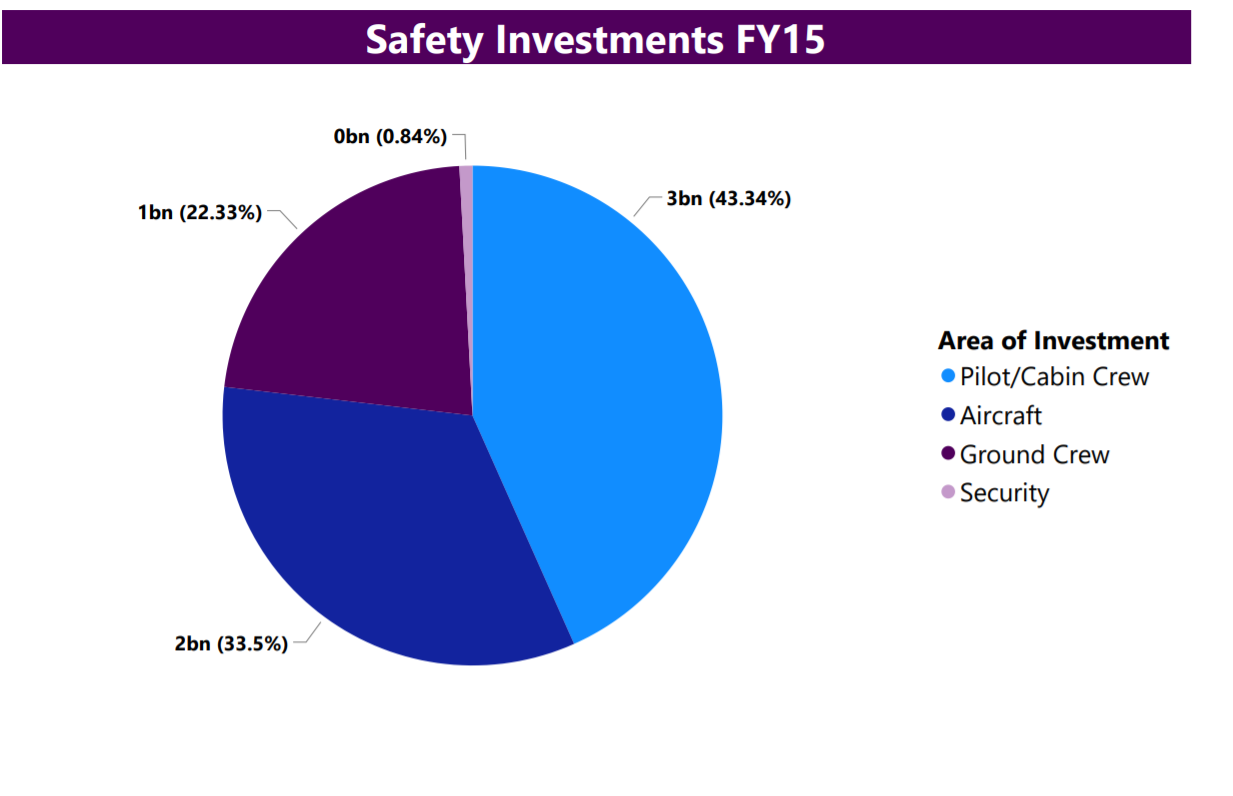 Safety Investments FY15
0bn (0.84%)
3bn (43.34%)
1bn (22.33%)
2bn (33.5%)
Area of Investment
Pilot/Cabin Crew
Aircraft
Ground Crew
Security